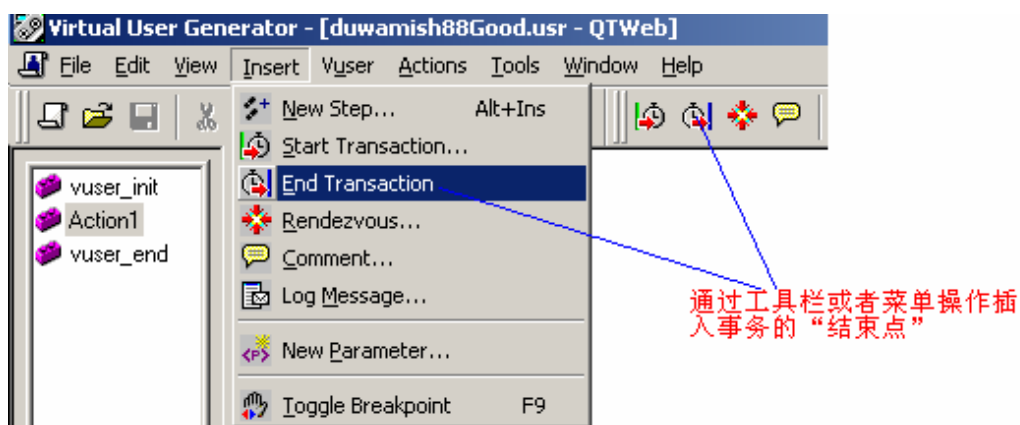 Virtual User Generator - [duwamish88Good.usr - QTWeb]
File Edit View Insert Vuser Actions Tools Window Help
New Step... Alt+Ins
Start Transaction...
vuser_init
End Transaction
Action1
Rendezvous...
vuser_end
Comment...
Log Message...
通过工具栏或者菜单操作插
入事务的“结束点”
<P> New Parameter...
Toggle Breakpoint F9